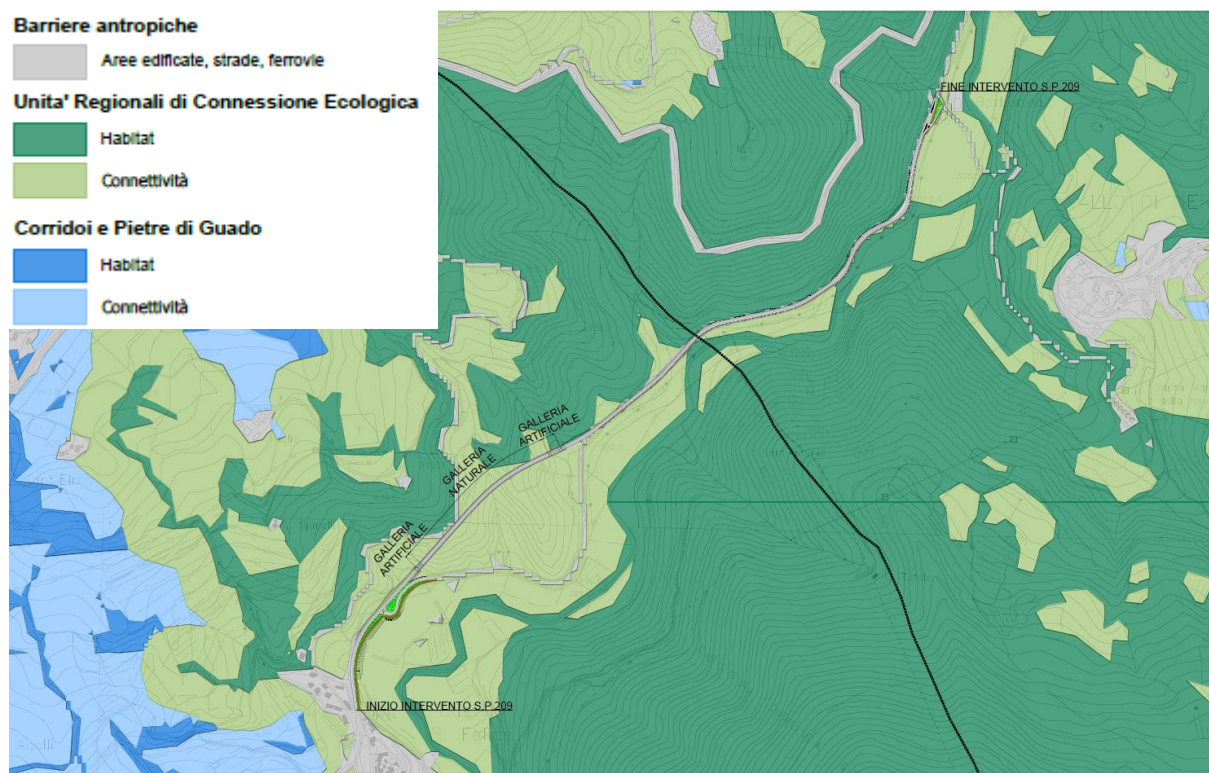 Barriere antropiche
Aree edificate, strade, ferrovie
Unita' Regionali di Connessione Ecologica
Habitat
Connettività
Corridoi e Pietre di Guado
Habitat
Connettività
FINE INTERVENTO S.P.209
GALLERIA
ARTIFICIALE
GALLERIA
NATURALE
GALLERIA
ARTIFICIALE
INIZIO INTERVENTO S.P.209